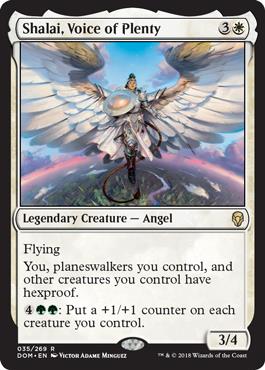 Shalai, Voice of Plenty 3
Legendary Creature — Angel
Flying
You, planeswalkers you control, and
other creatures you control have
hexproof.
4 : Put a +1/+1 counter on each
creature you control.
3/4
035/269 R
DOM • EN Victor Adame Minguez
™ & © 2018 Wizards of the Coast